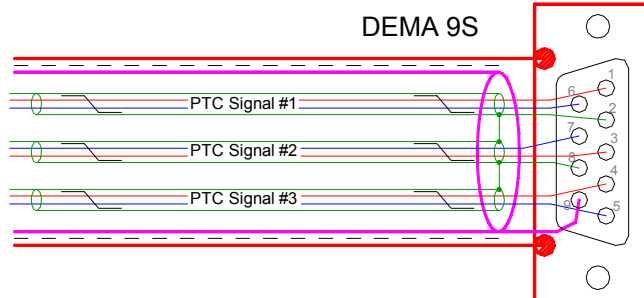 DEMA 9S
1
6
PTC Signal #1
2
7
PTC Signal #2
3
8
4
PTC Signal #3
9
5